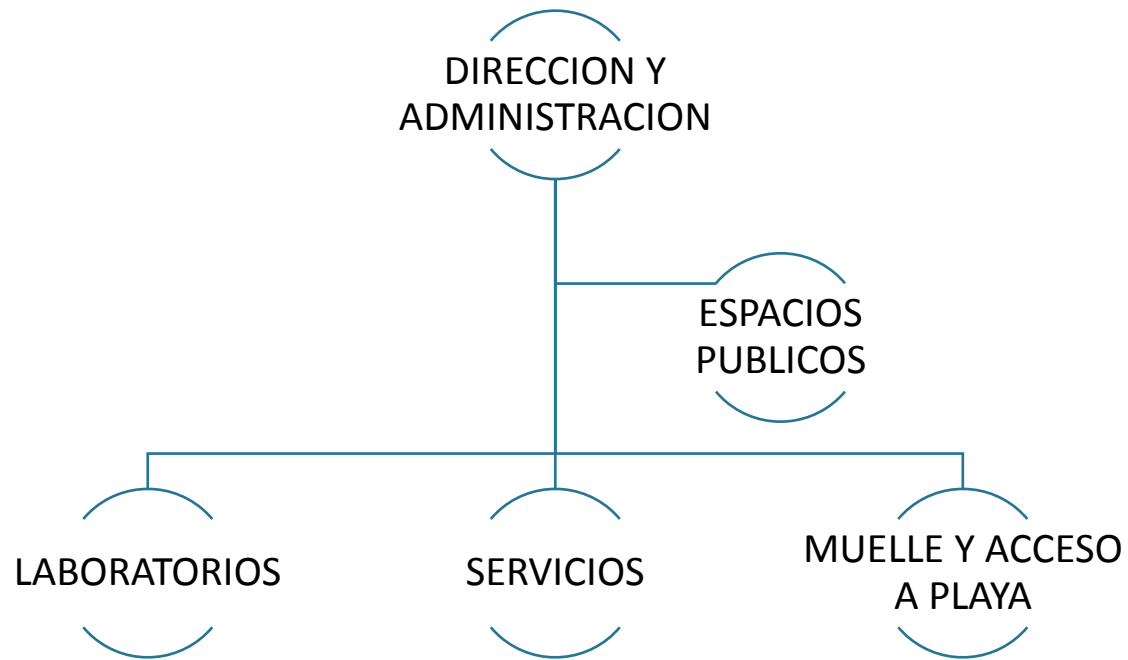 DIRECCION Y
ADMINISTRACION
ESPACIOS
PUBLICOS
LABORATORIOS
SERVICIOS
MUELLE Y ACCESO
A PLAYA